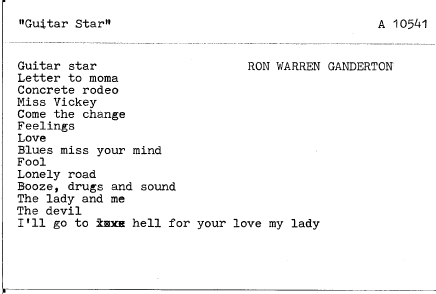 "Guitar Star" A 10541
Guitar star RON WARREN GANDERTON
Letter to moma
Concrete rodeo
Miss Vickey
Come the change
Feelings
Love
Blues miss your mind
Fool
Lonely road
Booze, drugs and sound
The lady and me
The devil
I'll go to hell for your love my lady